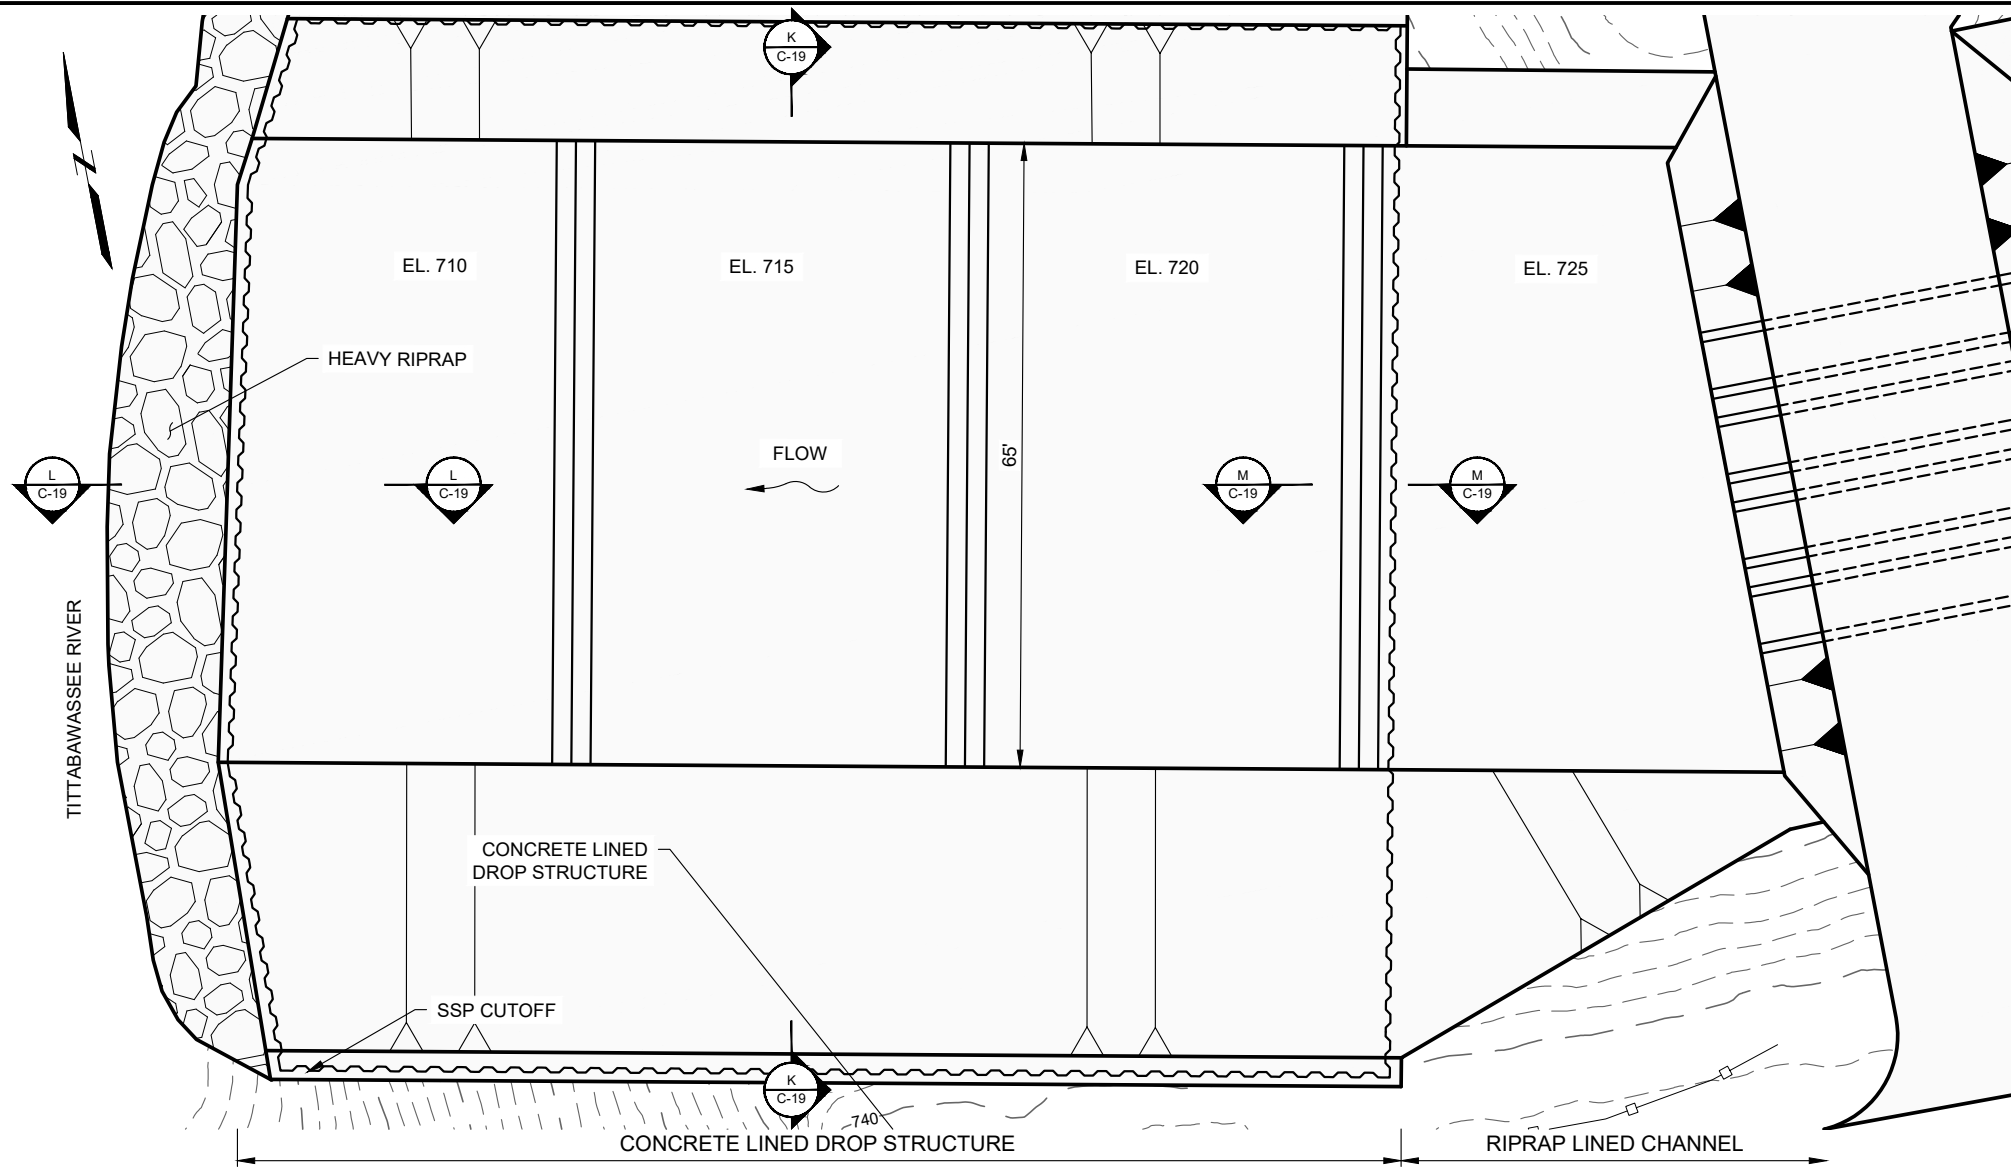 K
C-19
EL. 710
EL. 715
EL. 720
EL. 725
HEAVY RIPRAP
FLOW
65'
L
C-19
L
C-19
M
C-19
M
C-19
TITTABAWASSEE RIVER
CONCRETE LINED
DROP STRUCTURE
SSP CUTOFF
K
C-19
740
CONCRETE LINED DROP STRUCTURE
RIPRAP LINED CHANNEL
N